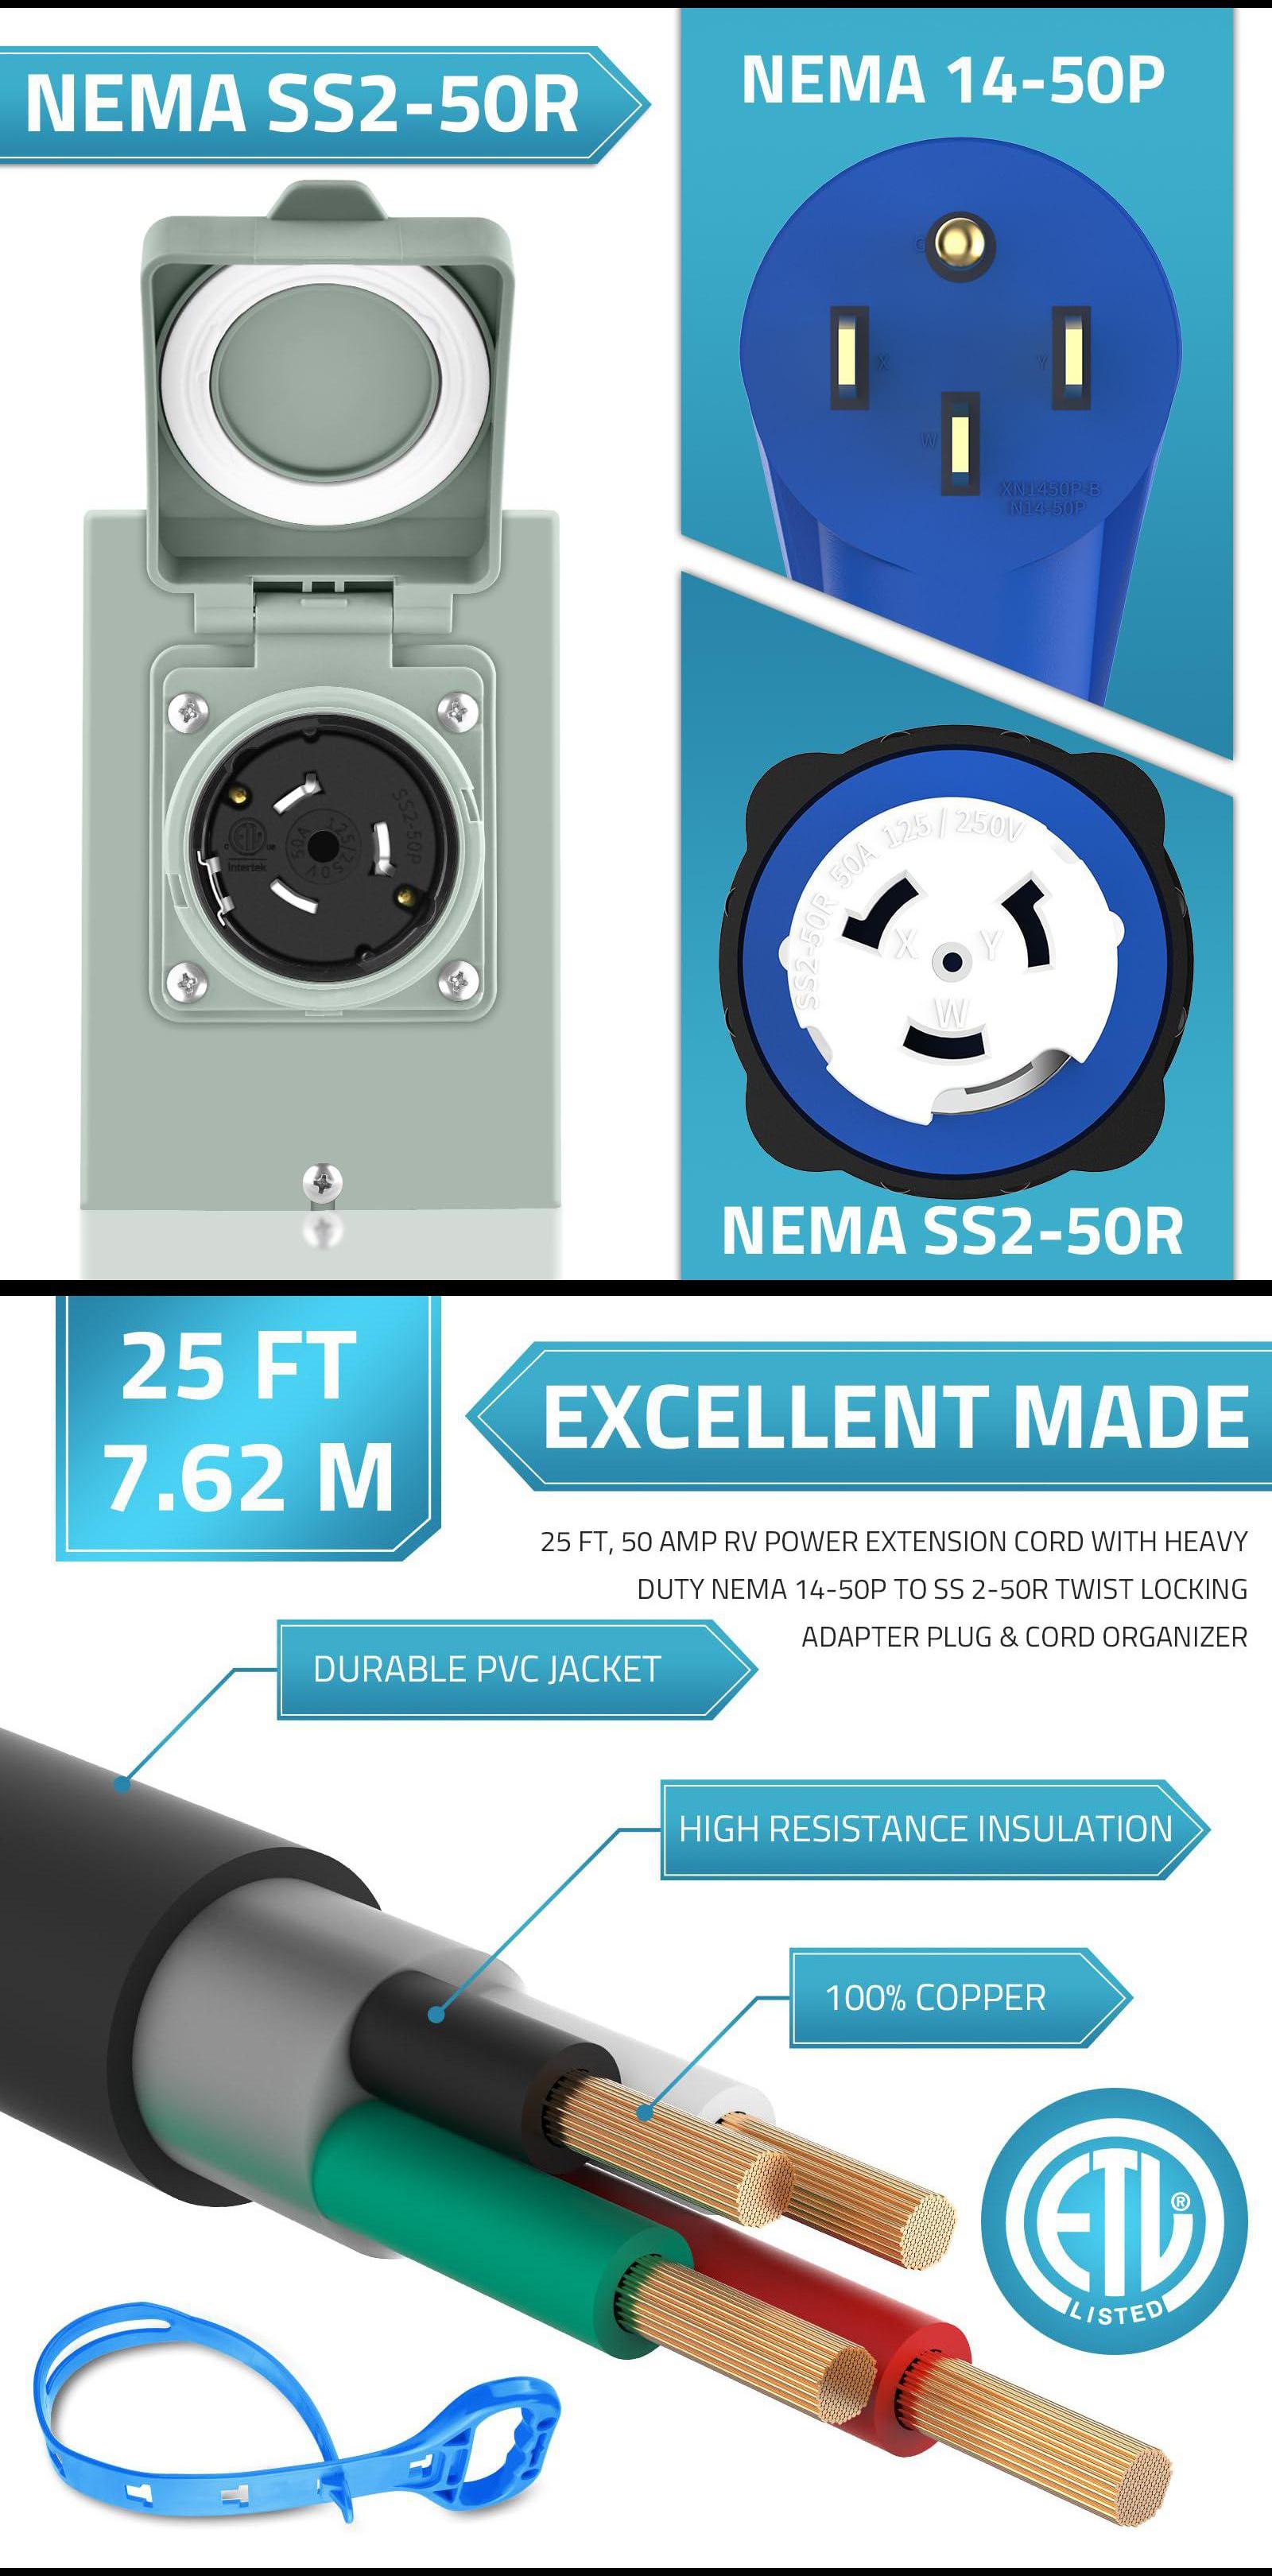 NEMA SS2-50R
NEMA 14-50P
G
X
Y
W
XN1450P-B
N14-50P
SS2-50P
50A
125/250V
ETL
Intertek
SS2-50R 50A 125 / 250V
X
Y
W
NEMA SS2-50R
25 FT
7.62 M
EXCELLENT MADE
25 FT, 50 AMP RV POWER EXTENSION CORD WITH HEAVY
DUTY NEMA 14-50P TO SS 2-50R TWIST LOCKING
ADAPTER PLUG & CORD ORGANIZER
DURABLE PVC JACKET
HIGH RESISTANCE INSULATION
100% COPPER
ETL®
LISTED